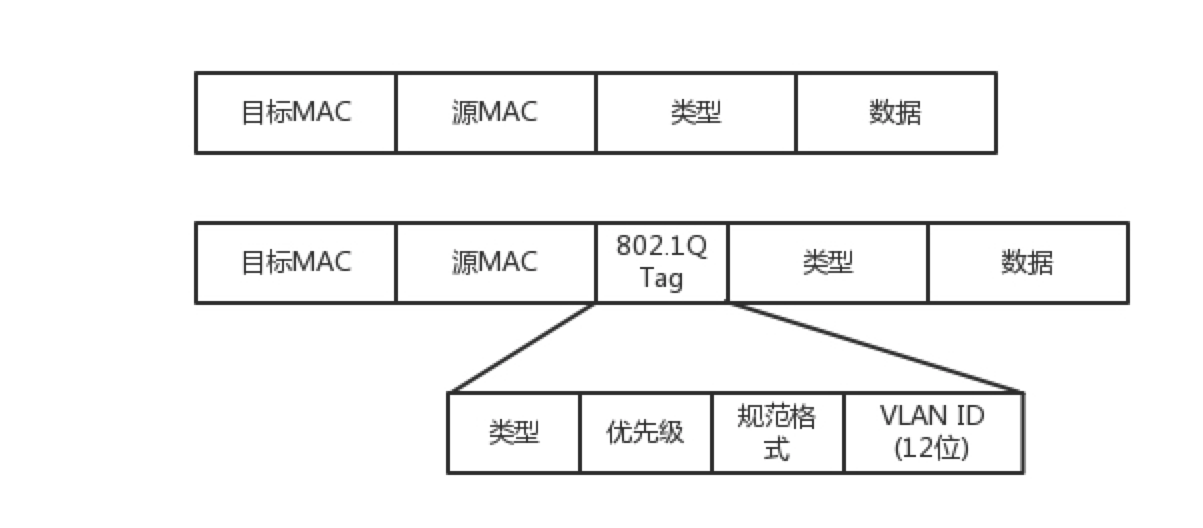 目标MAC 源MAC 类型 数据
目标MAC 源MAC 802.1Q Tag 类型 数据
类型 优先级 规范格式 VLAN ID (12位)